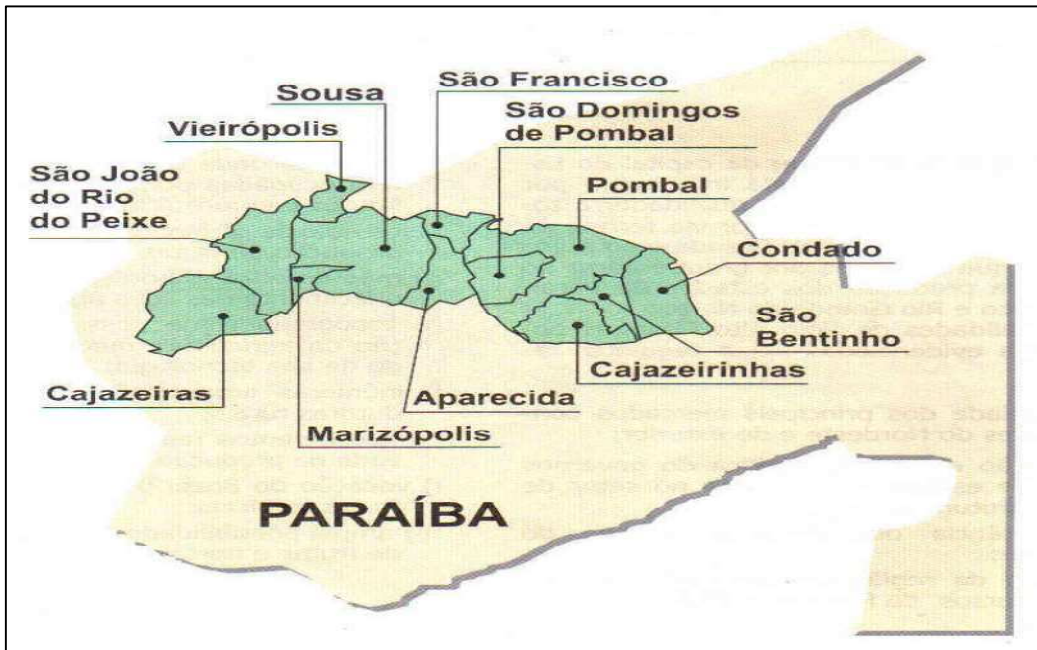 São Francisco
Sousa
São Domingos
de Pombal
Vieirópolis
São João
do Rio
do Peixe
Pombal
Condado
São
Bentinho
Cajazeirinhas
Cajazeiras
Aparecida
Marizópolis
PARAÍBA